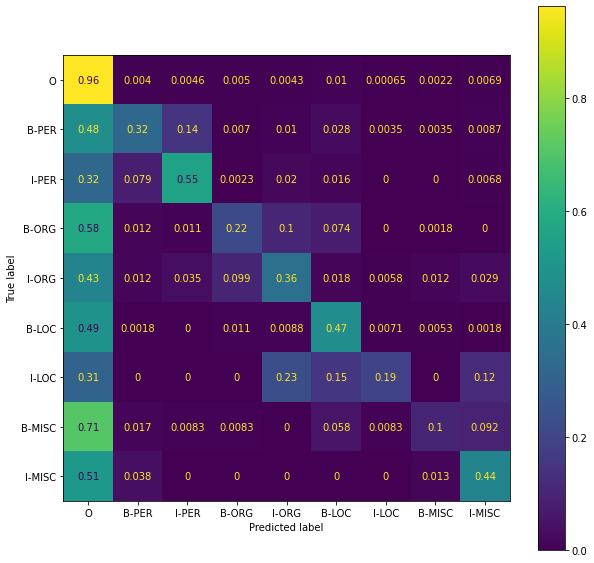 O 0.96 0.004 0.0046 0.005 0.0043 0.01 0.00065 0.0022 0.0069
B-PER 0.48 0.32 0.14 0.007 0.01 0.028 0.0035 0.0035 0.0087
I-PER 0.32 0.079 0.55 0.0023 0.02 0.016 0 0 0.0068
B-ORG 0.58 0.012 0.011 0.22 0.1 0.074 0 0.0018 0
I-ORG 0.43 0.012 0.035 0.099 0.36 0.018 0.0058 0.012 0.029
B-LOC 0.49 0.0018 0 0.011 0.0088 0.47 0.0071 0.0053 0.0018
I-LOC 0.31 0 0 0 0.23 0.15 0.19 0 0.12
B-MISC 0.71 0.017 0.0083 0.0083 0 0.058 0.0083 0.1 0.092
I-MISC 0.51 0.038 0 0 0 0 0 0.013 0.44
O B-PER I-PER B-ORG I-ORG B-LOC I-LOC B-MISC I-MISC
Predicted label
True label
0.8
0.6
0.4
0.2
0.0